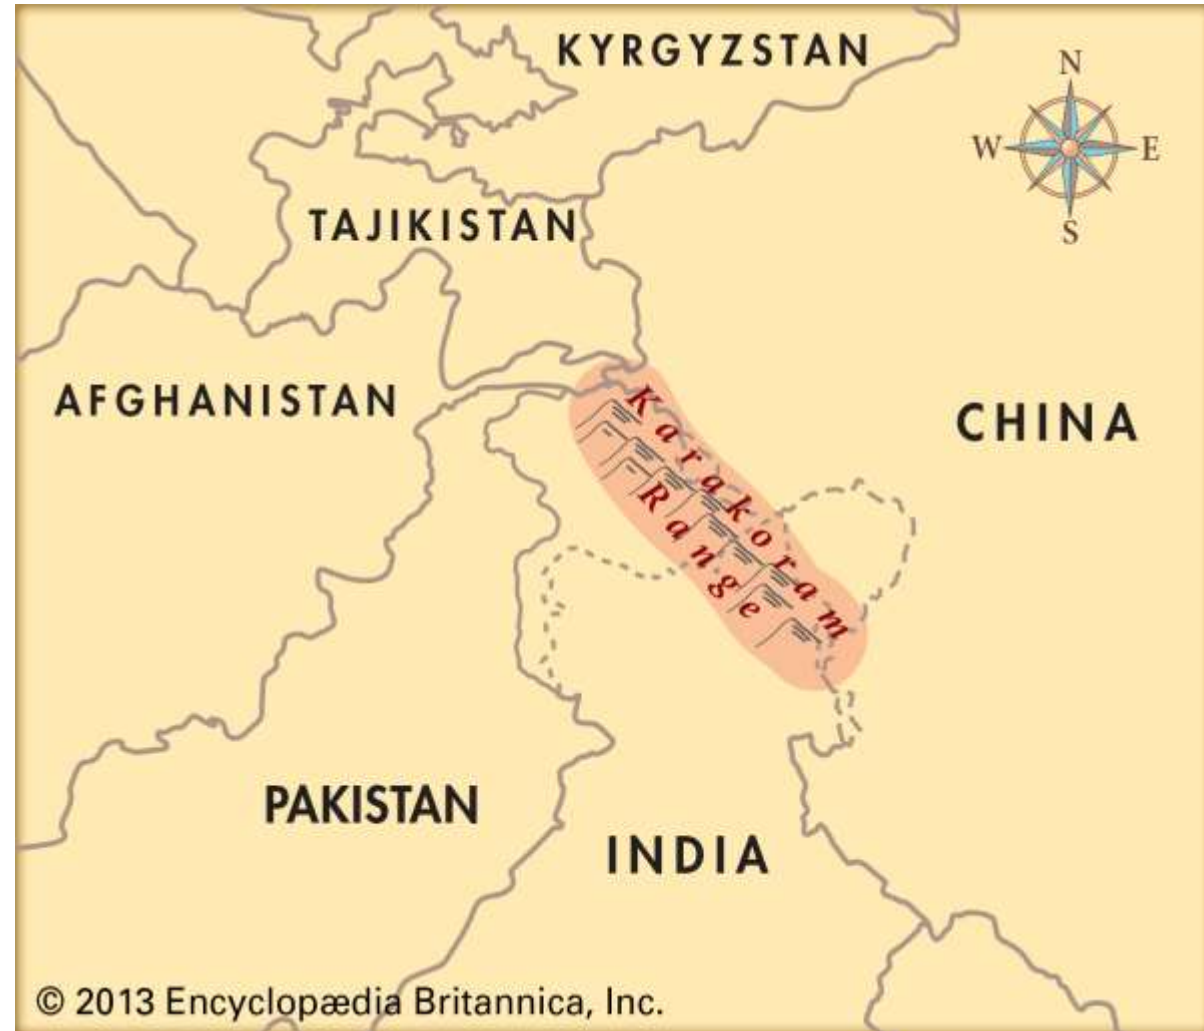 KYRGYZSTAN
N
W
E
S
TAJIKISTAN
AFGHANISTAN
CHINA
Karakoram
Range
PAKISTAN
INDIA
© 2013 Encyclopædia Britannica, Inc.